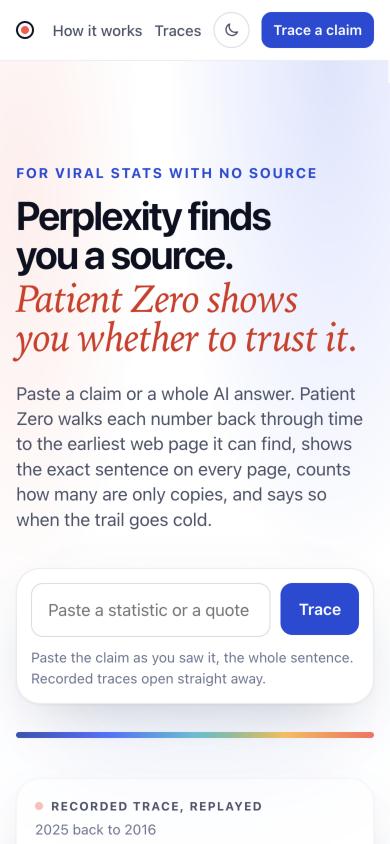 How it works Traces Trace a claim
FOR VIRAL STATS WITH NO SOURCE
Perplexity finds
you a source.
Patient Zero shows
you whether to trust it.
Paste a claim or a whole AI answer. Patient
Zero walks each number back through time
to the earliest web page it can find, shows
the exact sentence on every page, counts
how many are only copies, and says so
when the trail goes cold.
Paste a statistic or a quote Trace
Paste the claim as you saw it, the whole sentence.
Recorded traces open straight away.
RECORDED TRACE, REPLAYED
2025 back to 2016